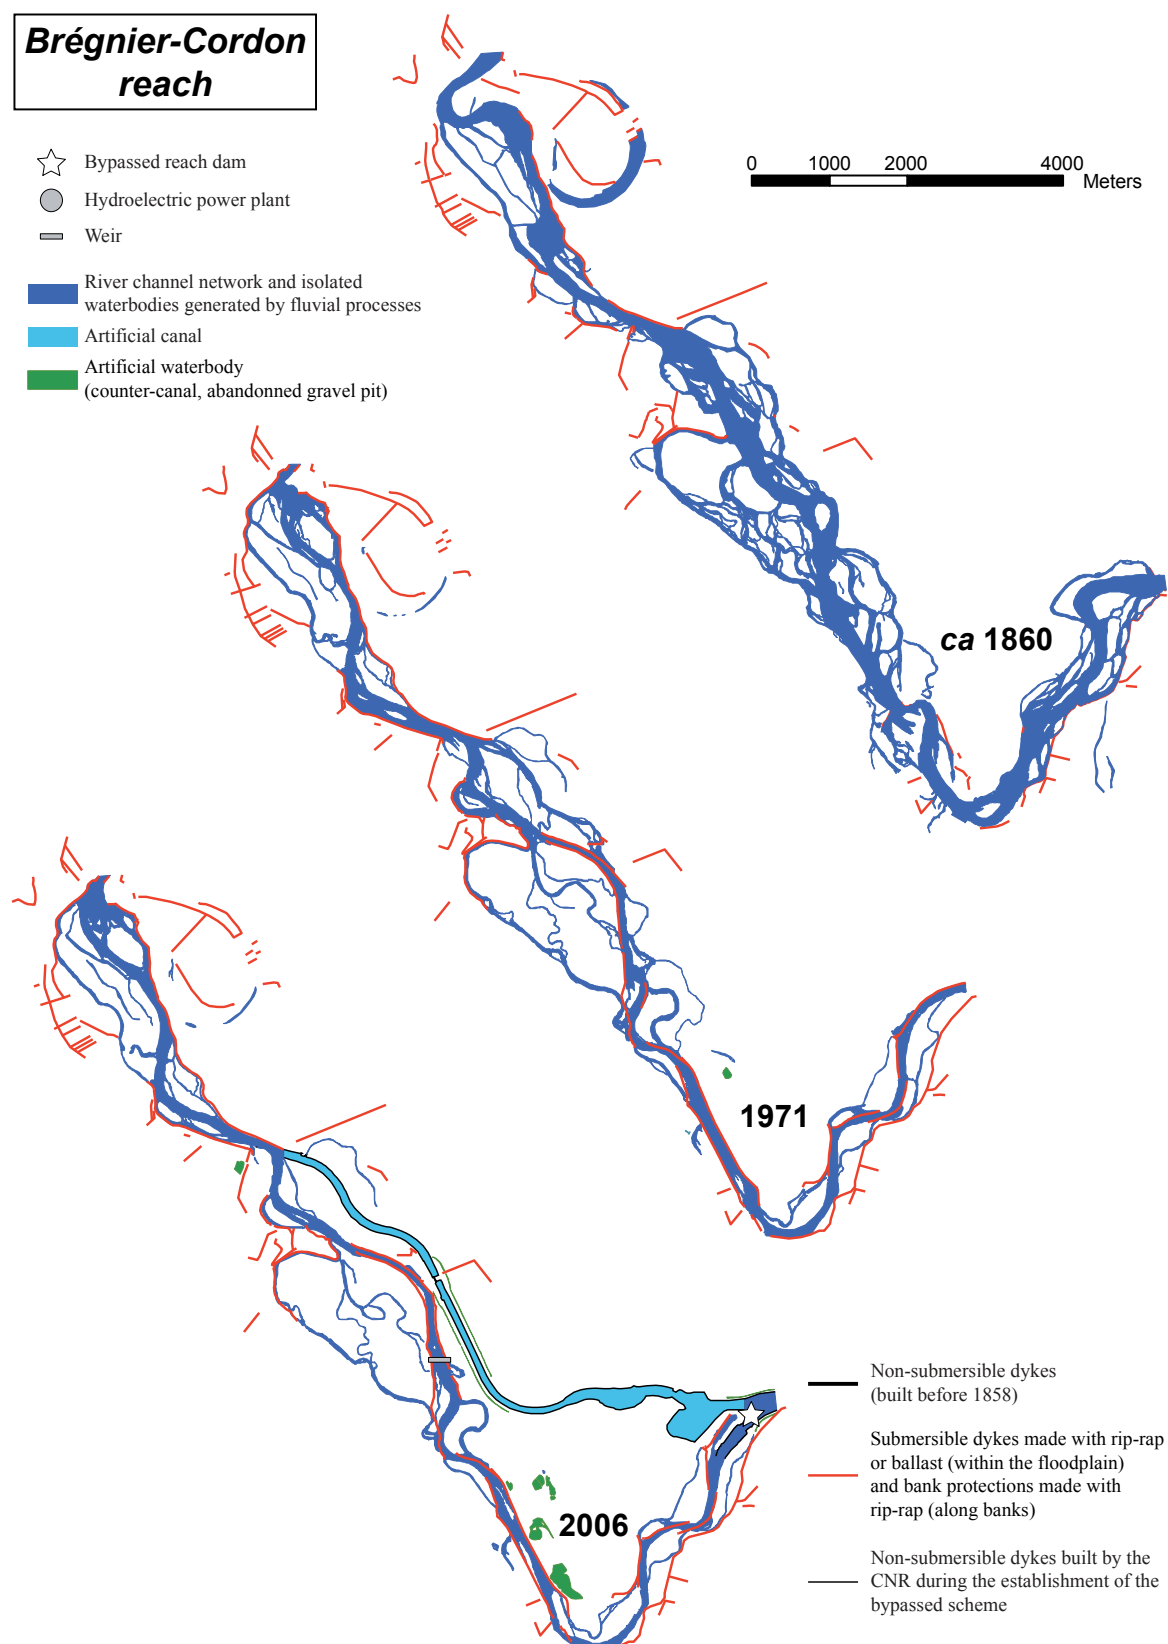 Brégnier-Cordon
reach
Bypassed reach dam
Hydroelectric power plant
Weir
River channel network and isolated
waterbodies generated by fluvial processes
Artificial canal
Artificial waterbody
(counter-canal, abandonned gravel pit)
0 1000 2000 4000
Meters
ca 1860
1971
2006
Non-submersible dykes
(built before 1858)
Submersible dykes made with rip-rap
or ballast (within the floodplain)
and bank protections made with
rip-rap (along banks)
Non-submersible dykes built by the
CNR during the establishment of the
bypassed scheme